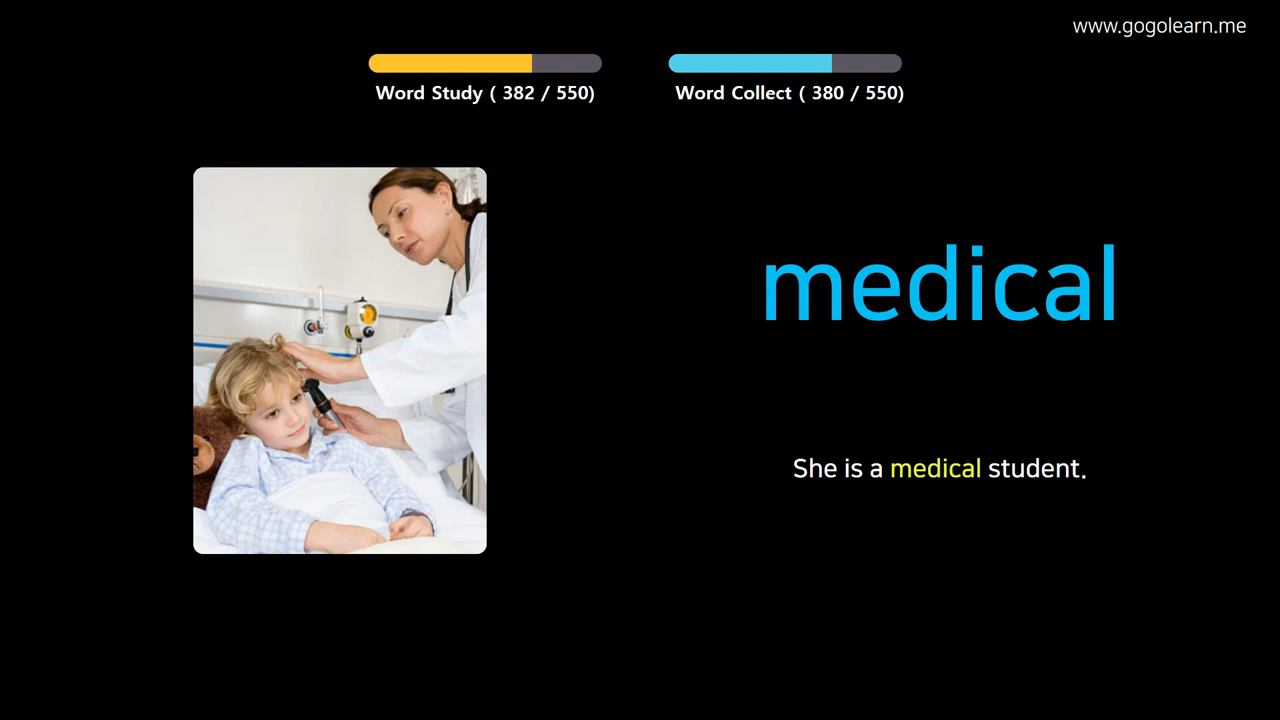 www.gogolearn.me
Word Study ( 382 / 550)
Word Collect ( 380 / 550)
medical
She is a medical student.